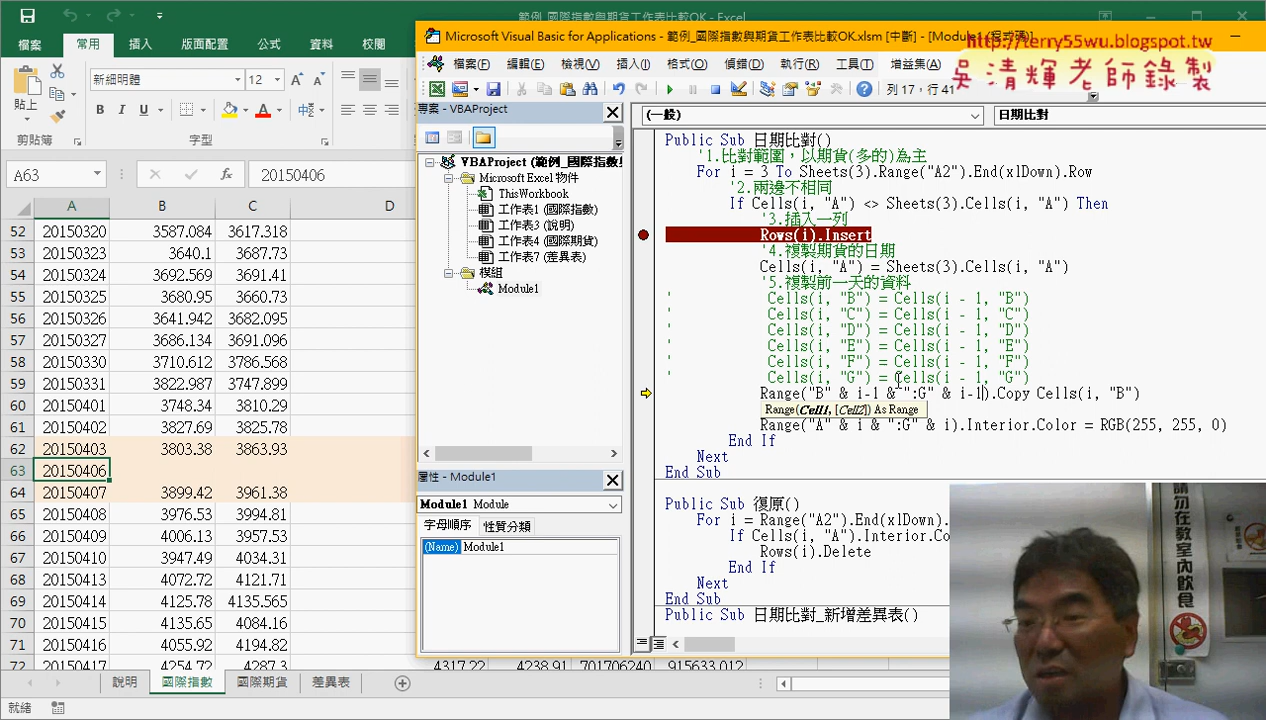 範例_國際指數與期貨工作表比較OK - Excel
檔案 常用 插入 版面配置 公式 資料 校閱
新細明體 12
貼上
B I U
剪貼簿 字型
A63 20150406
A B C D
52 20150320 3587.084 3617.318
53 20150323 3640.1 3687.73
54 20150324 3692.569 3691.41
55 20150325 3680.95 3660.73
56 20150326 3641.942 3682.095
57 20150327 3686.134 3691.096
58 20150330 3710.612 3786.568
59 20150331 3822.987 3747.899
60 20150401 3748.34 3810.29
61 20150402 3827.69 3825.78
62 20150403 3803.38 3863.93
63 20150406
64 20150407 3899.42 3961.38
65 20150408 3976.53 3994.81
66 20150409 4006.13 3957.53
67 20150410 3947.49 4034.31
68 20150413 4072.72 4121.71
69 20150414 4125.78 4135.565
70 20150415 4135.65 4084.16
71 20150416 4055.92 4194.82
72 20150417 4254.72 4287.3 4317.22 4238.91 701706240 915633.012
說明 國際指數 國際期貨 差異表
就緒
Microsoft Visual Basic for Applications - 範例_國際指數與期貨工作表比較OK.xlsm [中斷] - [Module1 (程式碼)]
http://terry55wu.blogspot.tw
吳清輝老師錄製
檔案(F) 編輯(E) 檢視(V) 插入(I) 格式(O) 偵錯(D) 執行(R) 工具(T) 增益集(A)
列 17，行 41
專案 - VBAProject
VBAProject (範例_國際指數
Microsoft Excel 物件
ThisWorkbook
工作表1 (國際指數)
工作表3 (說明)
工作表4 (國際期貨)
工作表7 (差異表)
模組
Module1
屬性 - Module1
Module1 Module
字母順序 性質分類
(Name) Module1
(一般) 日期比對
Public Sub 日期比對()
'1.比對範圍，以期貨(多的)為主
For i = 3 To Sheets(3).Range("A2").End(xlDown).Row
'2.兩邊不相同
If Cells(i, "A") <> Sheets(3).Cells(i, "A") Then
'3.插入一列
Rows(i).Insert
'4.複製期貨的日期
Cells(i, "A") = Sheets(3).Cells(i, "A")
'5.複製前一天的資料
' Cells(i, "B") = Cells(i - 1, "B")
' Cells(i, "C") = Cells(i - 1, "C")
' Cells(i, "D") = Cells(i - 1, "D")
' Cells(i, "E") = Cells(i - 1, "E")
' Cells(i, "F") = Cells(i - 1, "F")
' Cells(i, "G") = Cells(i - 1, "G")
Range("B" & i-1 & ":G" & i-1).Copy Cells(i, "B")
Range(Cell1, [Cell2]) As Range
Range("A" & i & ":G" & i).Interior.Color = RGB(255, 255, 0)
End If
Next
End Sub
Public Sub 復原()
For i = Range("A2").End(xlDown).
If Cells(i, "A").Interior.Co
Rows(i).Delete
End If
Next
End Sub
Public Sub 日期比對_新增差異表()
請勿在教室內飲食